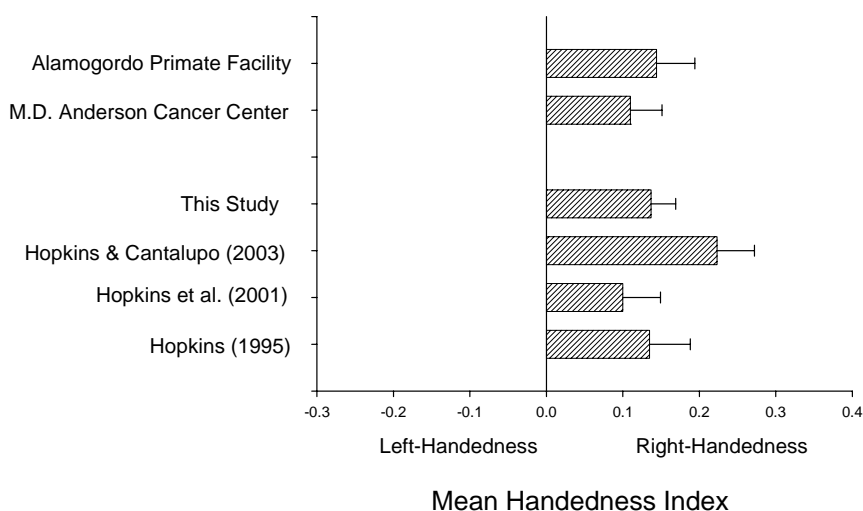 Alamogordo Primate Facility
M.D. Anderson Cancer Center
This Study
Hopkins & Cantalupo (2003)
Hopkins et al. (2001)
Hopkins (1995)
-0.3 -0.2 -0.1 0.0 0.1 0.2 0.3 0.4
Left-Handedness Right-Handedness
Mean Handedness Index